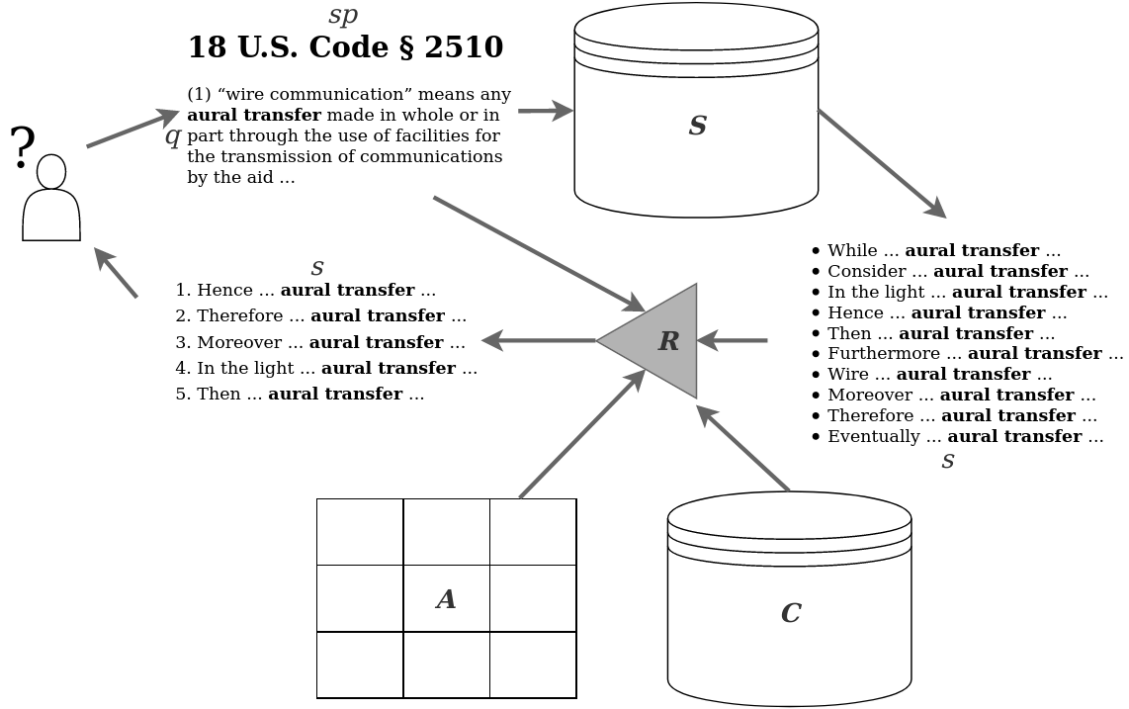 sp
18 U.S. Code § 2510
(1) “wire communication” means any
aural transfer made in whole or in
part through the use of facilities for
the transmission of communications
by the aid ...
q
?
S
• While ... aural transfer ...
• Consider ... aural transfer ...
• In the light ... aural transfer ...
• Hence ... aural transfer ...
• Then ... aural transfer ...
• Furthermore ... aural transfer ...
• Wire ... aural transfer ...
• Moreover ... aural transfer ...
• Therefore ... aural transfer ...
• Eventually ... aural transfer ...
s
R
s
1. Hence ... aural transfer ...
2. Therefore ... aural transfer ...
3. Moreover ... aural transfer ...
4. In the light ... aural transfer ...
5. Then ... aural transfer ...
A
C